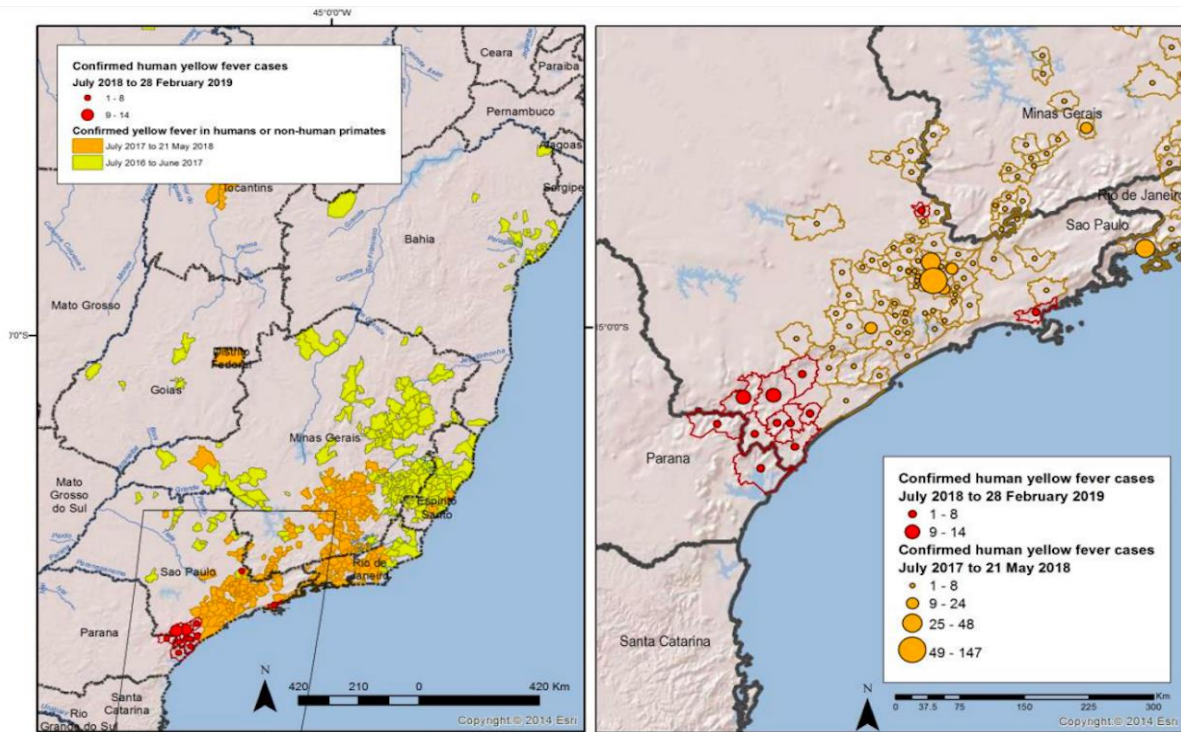 45°0'0"W
Confirmed human yellow fever cases
July 2018 to 28 February 2019
1 - 8
9 - 14
Confirmed yellow fever in humans or non-human primates
July 2017 to 21 May 2018
July 2016 to June 2017
Ceara
Paraiba
Pernambuco
Alagoas
Sergipe
Tocantins
Bahia
Mato Grosso
Distrito
Federal
Goias
Jequitinhonha
Minas Gerais
Mato
Grosso
do Sul
Grande
Espirito
Santo
Sao Paulo
Rio de
Janeiro
Parana
Santa
Catarina
Rio
Grande do Sul
N
420 210 0 420 Km
Copyright:© 2014 Esri
Minas Gerais
Rio de Janeiro
Sao Paulo
Parana
Santa Catarina
Confirmed human yellow fever cases
July 2018 to 28 February 2019
1 - 8
9 - 14
Confirmed human yellow fever cases
July 2017 to 21 May 2018
1 - 8
9 - 24
25 - 48
49 - 147
N
0 37.5 75 150 225 300
Km
Copyright:© 2014 Esri